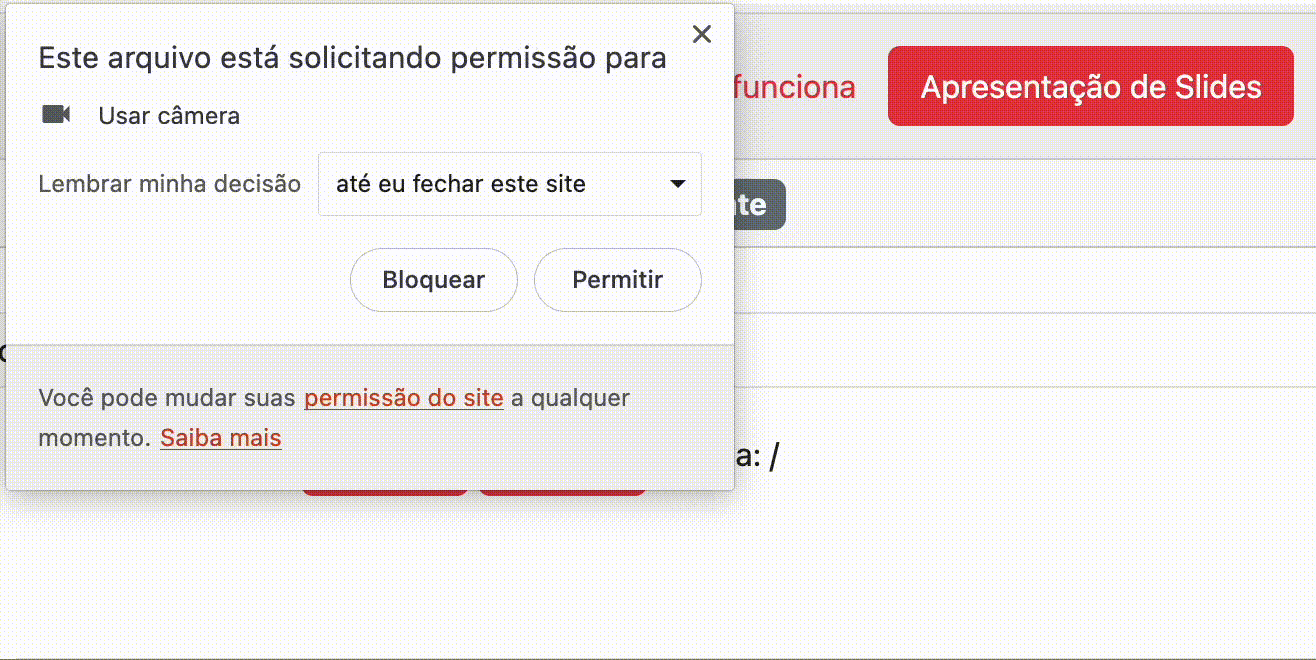 Este arquivo está solicitando permissão para
Usar câmera
Lembrar minha decisão até eu fechar este site
Bloquear Permitir
Você pode mudar suas permissão do site a qualquer
momento. Saiba mais
funciona Apresentação de Slides
te
a: /